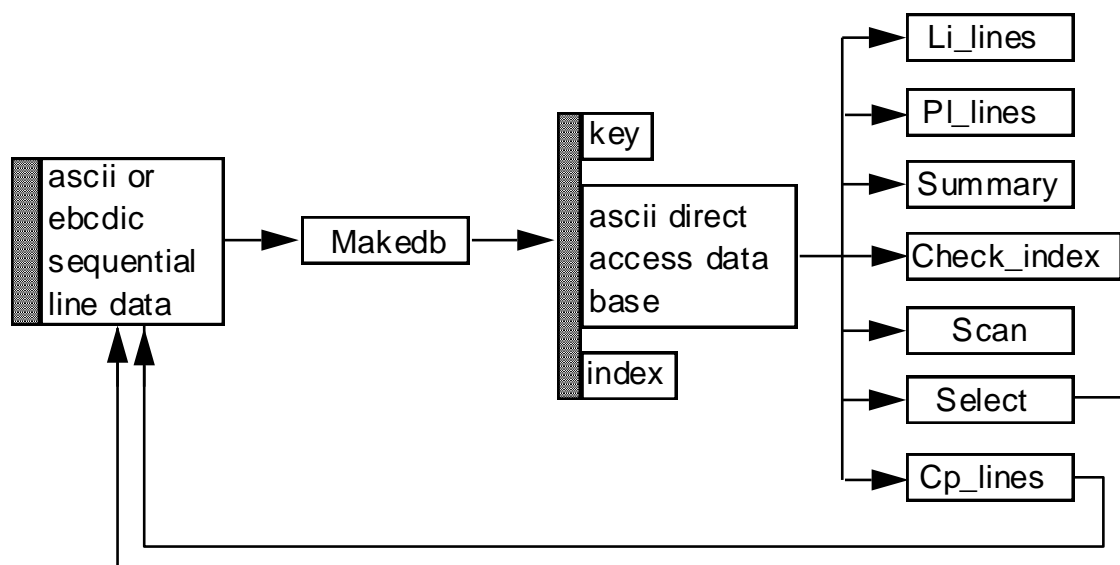 ascii or
ebcdic
sequential
line data
Makedb
key
ascii direct
access data
base
index
Li_lines
Pl_lines
Summary
Check_index
Scan
Select
Cp_lines